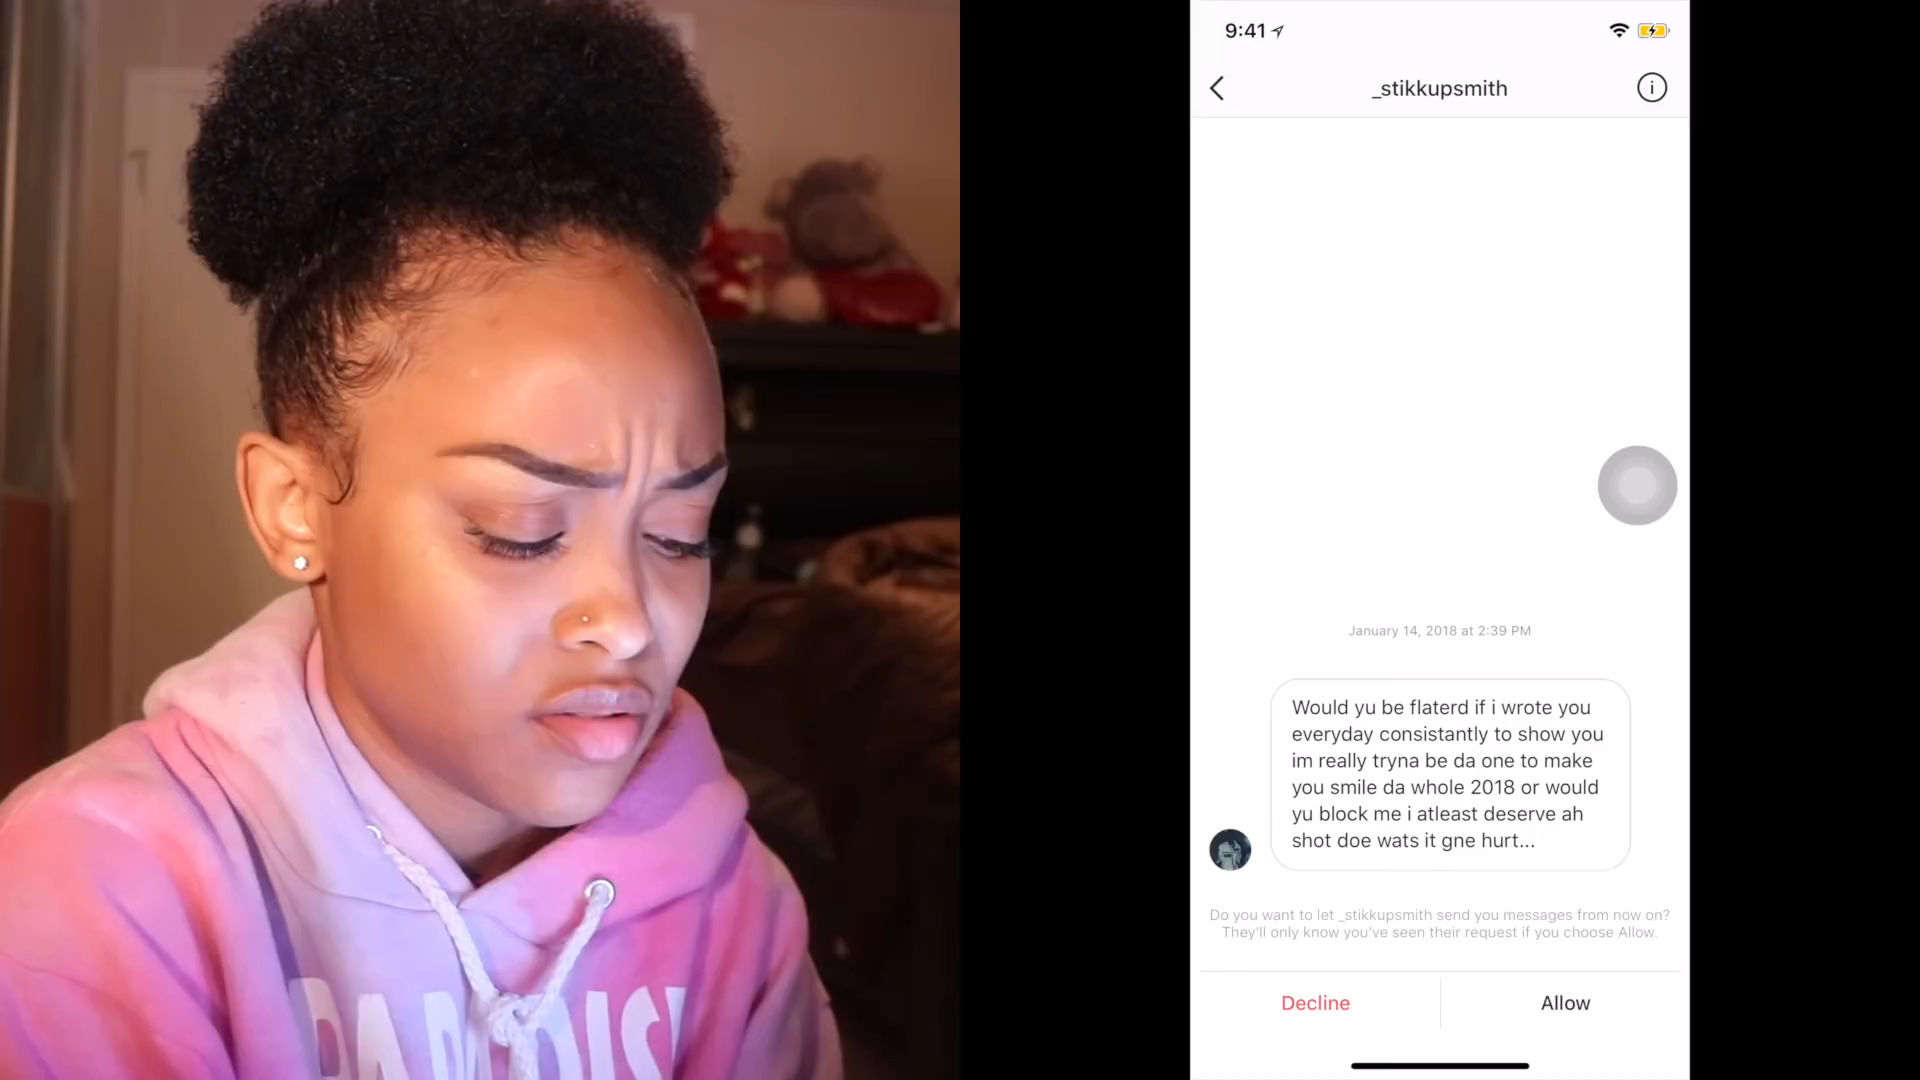 9:41
_stikkupsmith
January 14, 2018 at 2:39 PM
Would yu be flaterd if i wrote you
everyday consistantly to show you
im really tryna be da one to make
you smile da whole 2018 or would
yu block me i atleast deserve ah
shot doe wats it gne hurt...
Do you want to let _stikkupsmith send you messages from now on?
They'll only know you've seen their request if you choose Allow.
Decline
Allow
PARADIS